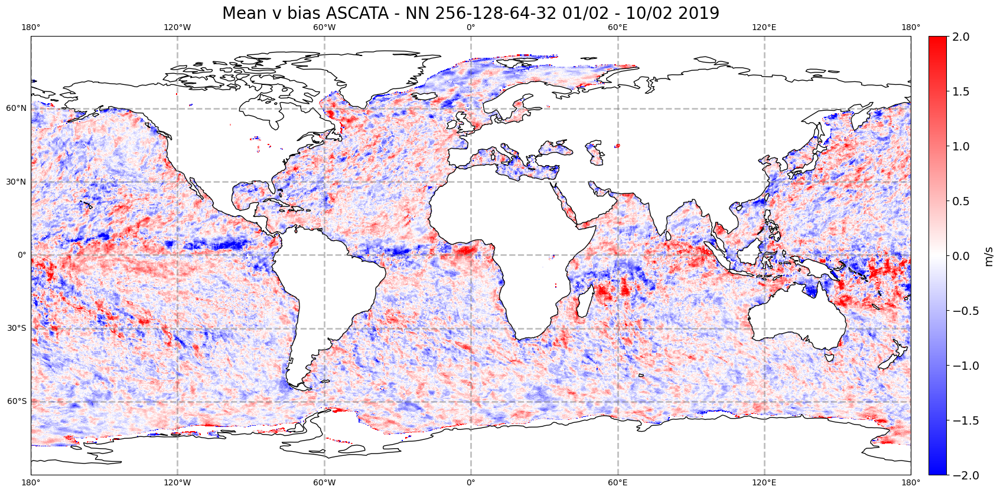 Mean v bias ASCATA - NN 256-128-64-32 01/02 - 10/02 2019
180° 120°W 60°W 0° 60°E 120°E 180°
60°N
30°N
0°
30°S
60°S
180° 120°W 60°W 0° 60°E 120°E 180°
2.0
1.5
1.0
0.5
0.0
−0.5
−1.0
−1.5
−2.0
m/s